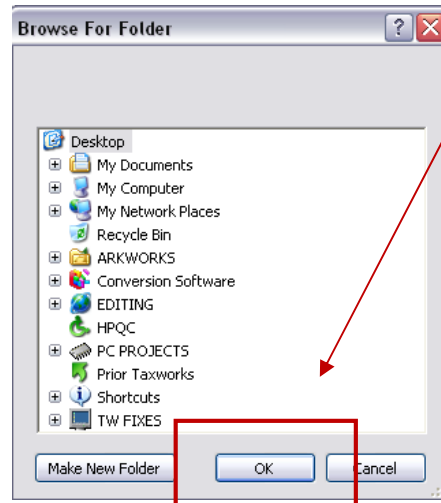 Browse For Folder
Desktop
My Documents
My Computer
My Network Places
Recycle Bin
ARKWORKS
Conversion Software
EDITING
HPQC
PC PROJECTS
Prior Taxworks
Shortcuts
TW FIXES
Make New Folder OK Cancel